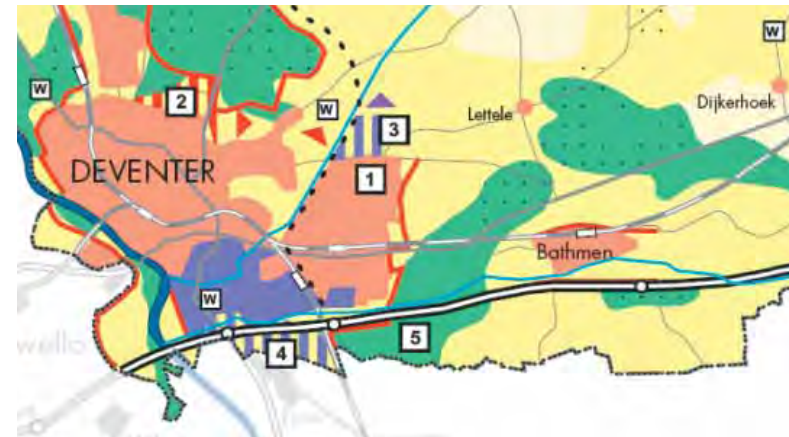 W
W
2
W
3
Lettele
Dijkerhoek
1
DEVENTER
Bathmen
W
wello
4
5